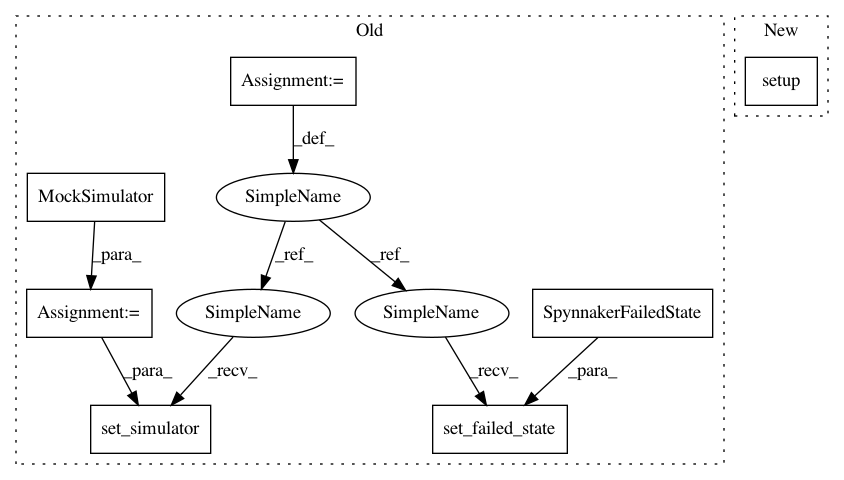 Old
New
Assignment:=
setup
_def_
MockSimulator
SimpleName
_para_
_ref_
_ref_
Assignment:=
SimpleName
SimpleName
SpynnakerFailedState
_para_
_recv_
_recv_
_para_
set_simulator
set_failed_state